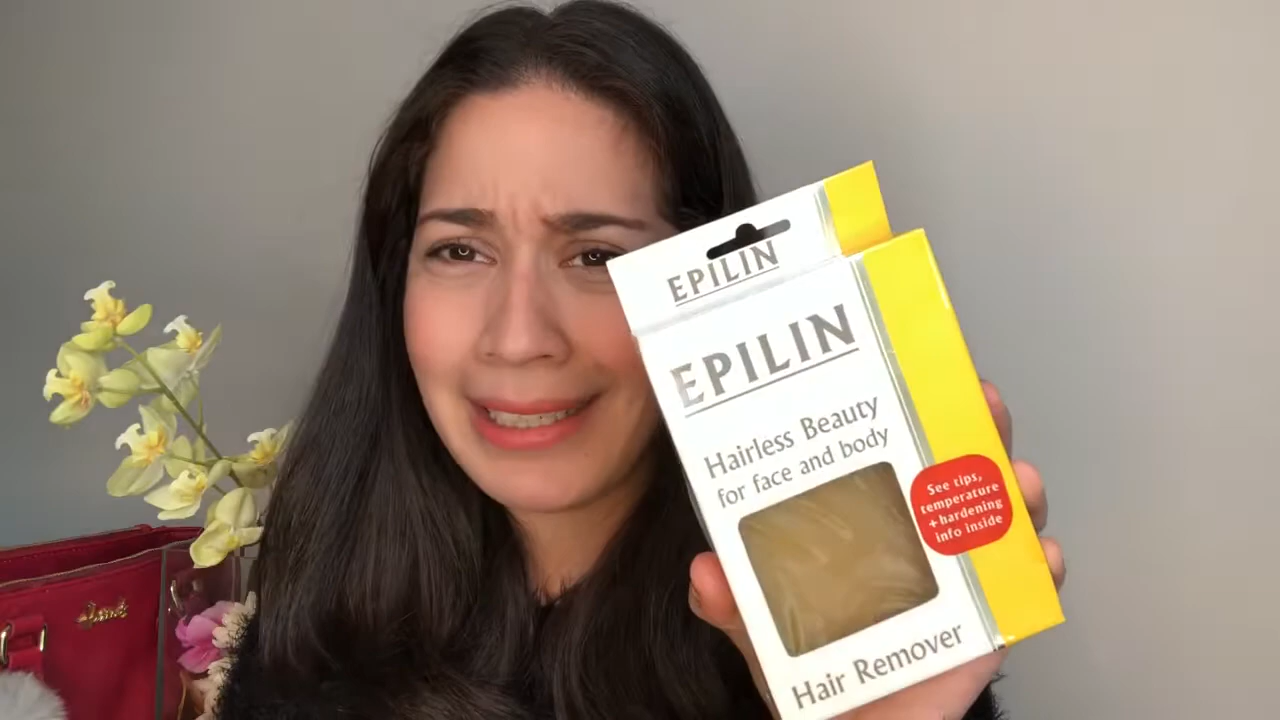 EPILIN
EPILIN
Hairless Beauty
for face and body
See tips,
temperature
+hardening
info inside
Hair Remover